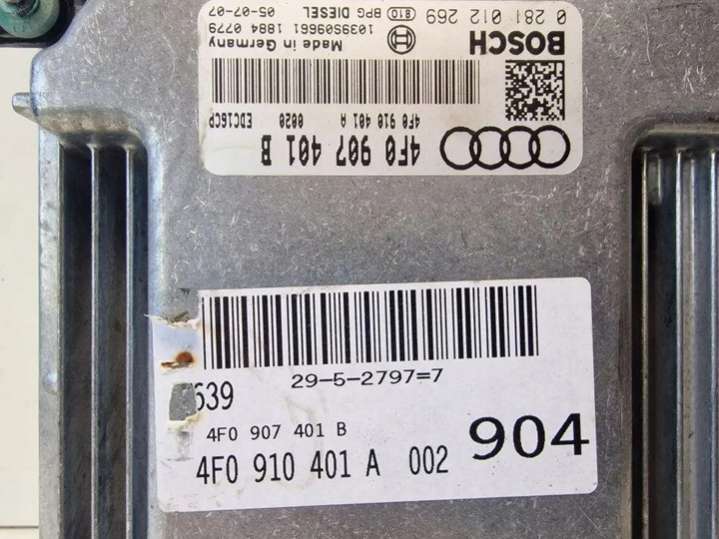 BOSCH
0 281 012 269
BPG DIESEL
05-07-07
1039S09661 1884 0779
Made in Germany
4F0 910 401 A 0020 EDC16CP
4F0 907 401 B
29-5-2797=7
639
4F0 907 401 B
904
4F0 910 401 A 002